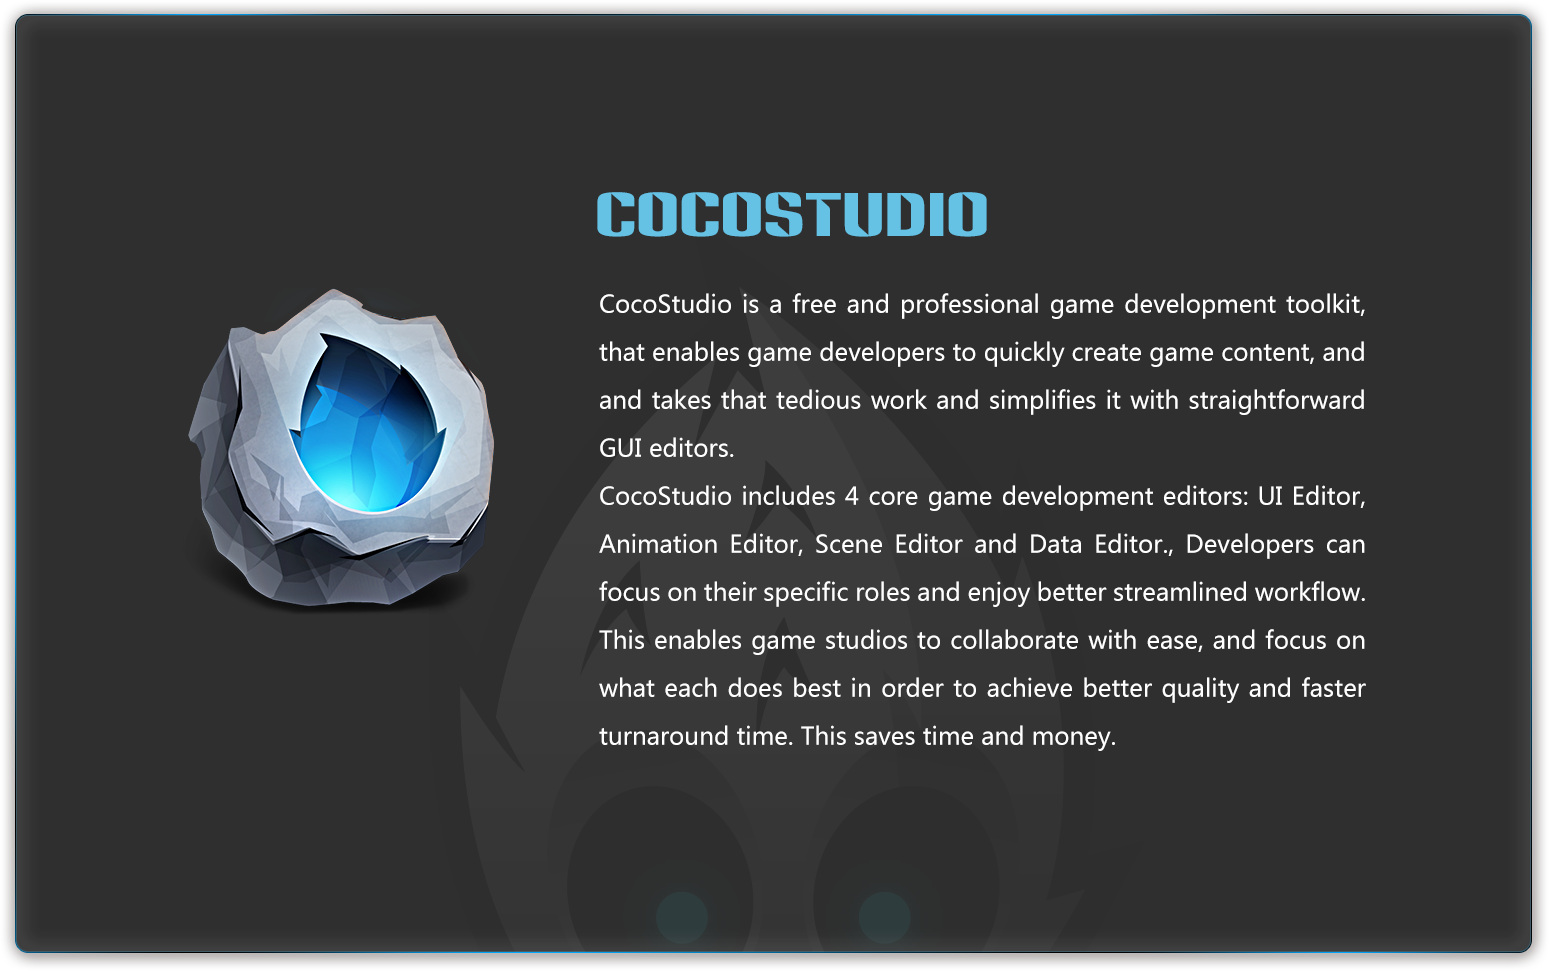 COCOSTUDIO
CocoStudio is a free and professional game development toolkit,
that enables game developers to quickly create game content, and
and takes that tedious work and simplifies it with straightforward
GUI editors.
CocoStudio includes 4 core game development editors: UI Editor,
Animation Editor, Scene Editor and Data Editor., Developers can
focus on their specific roles and enjoy better streamlined workflow.
This enables game studios to collaborate with ease, and focus on
what each does best in order to achieve better quality and faster
turnaround time. This saves time and money.